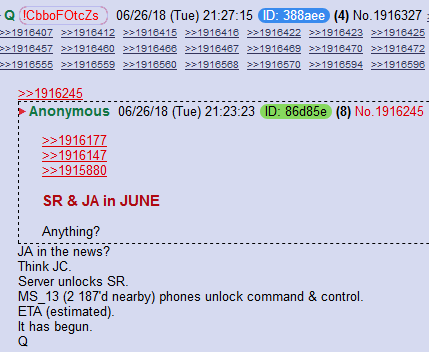 Q !CbboFOtcZs 06/26/18 (Tue) 21:27:15 ID: 388aee (4) No.1916327
>>1916407 >>1916412 >>1916415 >>1916416 >>1916422 >>1916423 >>1916425
>>1916457 >>1916460 >>1916466 >>1916467 >>1916469 >>1916470 >>1916472
>>1916555 >>1916559 >>1916560 >>1916568 >>1916570 >>1916594 >>1916596
>>1916245
Anonymous 06/26/18 (Tue) 21:23:23 ID: 86d85e (8) No.1916245
>>1916177
>>1916147
>>1915880
SR & JA in JUNE
Anything?
JA in the news?
Think JC.
Server unlocks SR.
MS_13 (2 187'd nearby) phones unlock command & control.
ETA (estimated).
It has begun.
Q